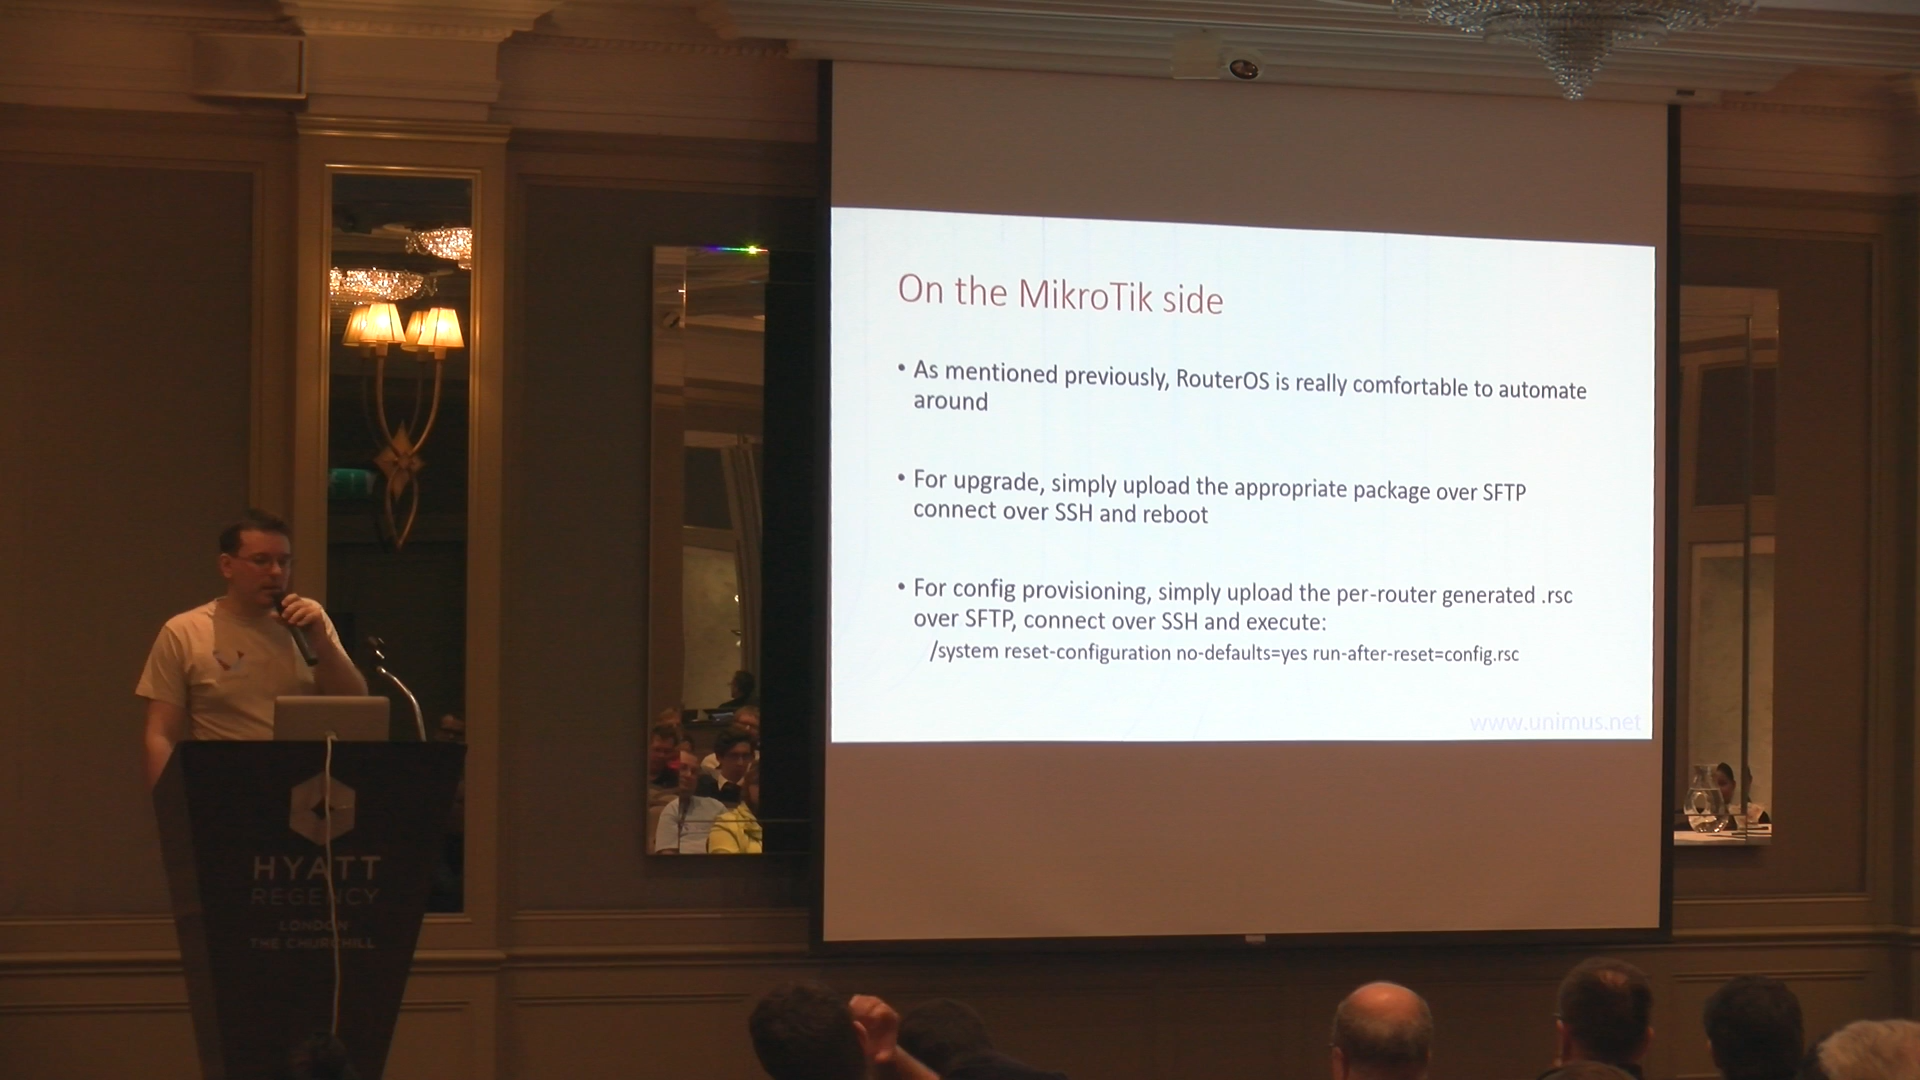 On the MikroTik side
• As mentioned previously, RouterOS is really comfortable to automate
around
• For upgrade, simply upload the appropriate package over SFTP
connect over SSH and reboot
• For config provisioning, simply upload the per-router generated .rsc
over SFTP, connect over SSH and execute:
/system reset-configuration no-defaults=yes run-after-reset=config.rsc
www.unimus.net
HYATT
REGENCY
LONDON
THE CHURCHILL